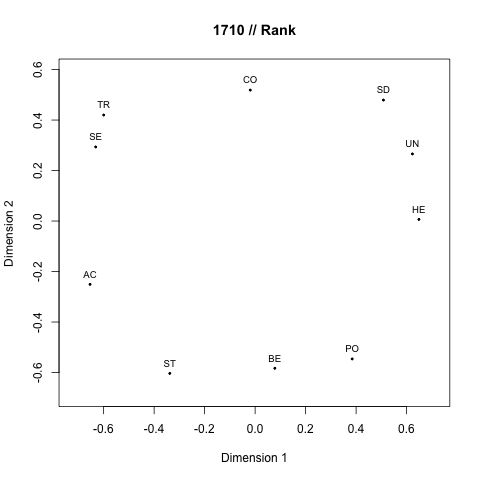 1710 // Rank
CO
SD
TR
SE
UN
HE
AC
ST
BE
PO
0.6
0.4
0.2
0.0
-0.2
-0.4
-0.6
Dimension 2
-0.6
-0.4
-0.2
0.0
0.2
0.4
0.6
Dimension 1